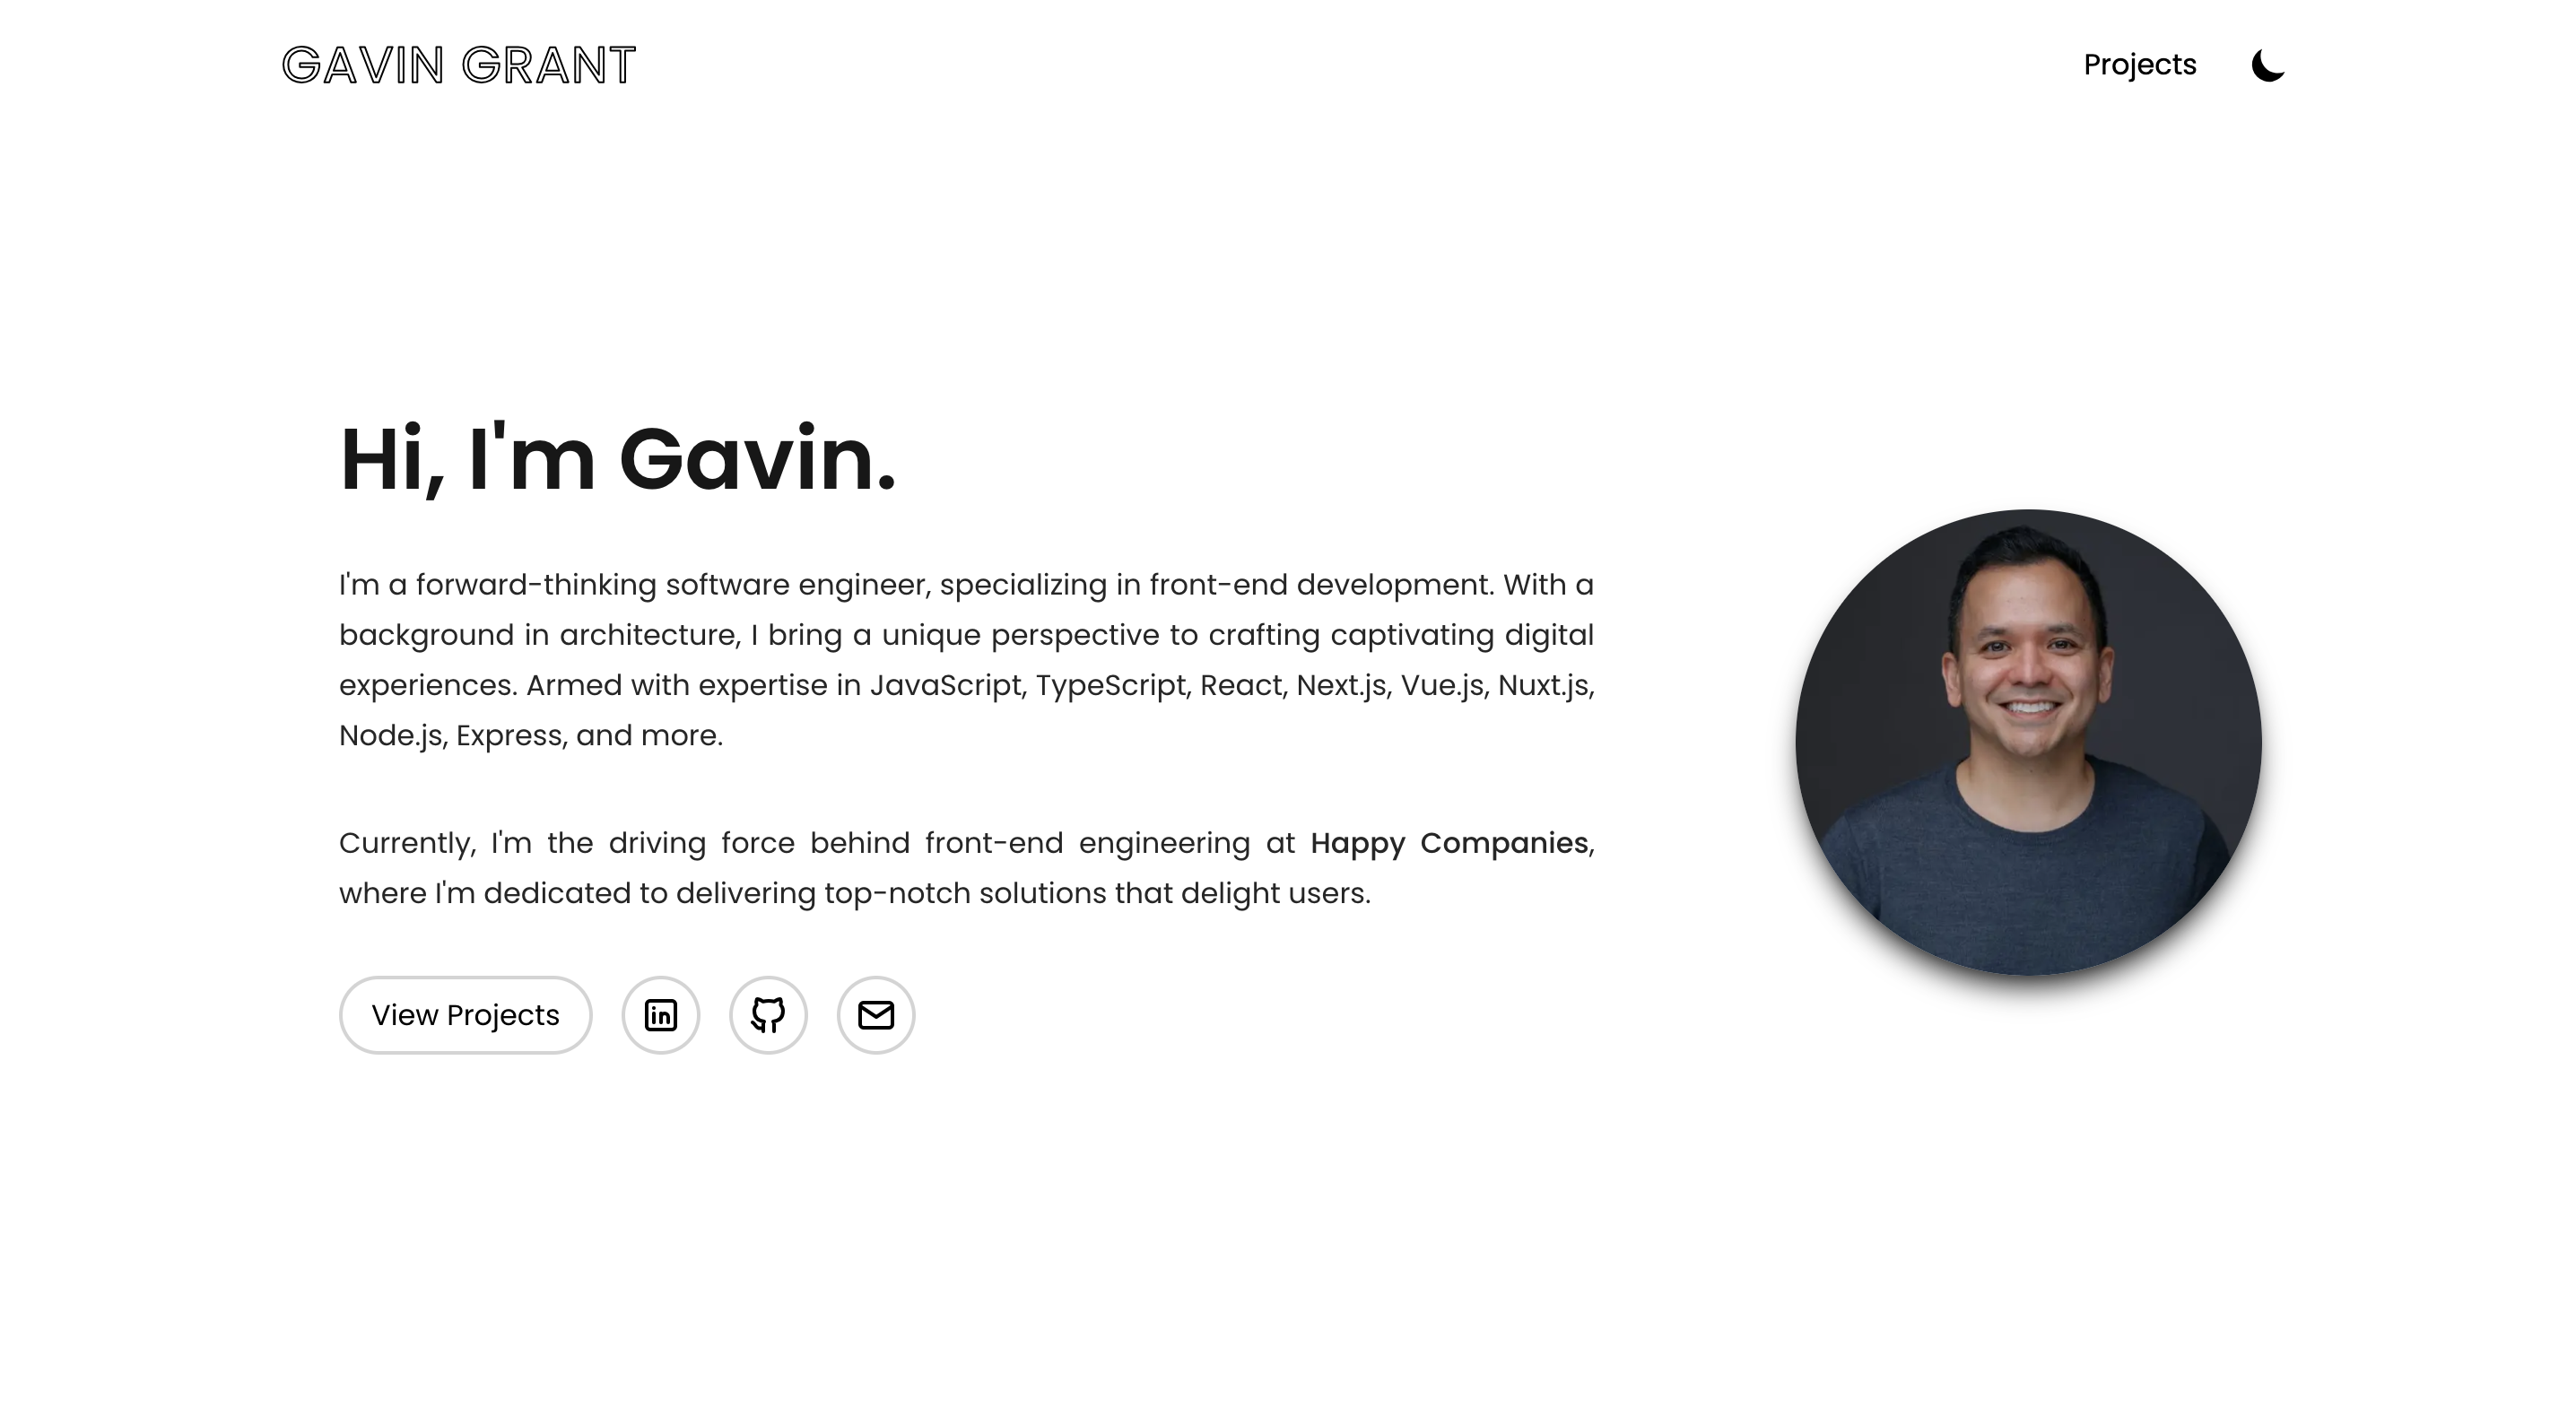 GAVIN GRANT
Projects
Hi, I'm Gavin.
I'm a forward-thinking software engineer, specializing in front-end development. With a
background in architecture, I bring a unique perspective to crafting captivating digital
experiences. Armed with expertise in JavaScript, TypeScript, React, Next.js, Vue.js, Nuxt.js,
Node.js, Express, and more.
Currently, I'm the driving force behind front-end engineering at Happy Companies,
where I'm dedicated to delivering top-notch solutions that delight users.
View Projects
in